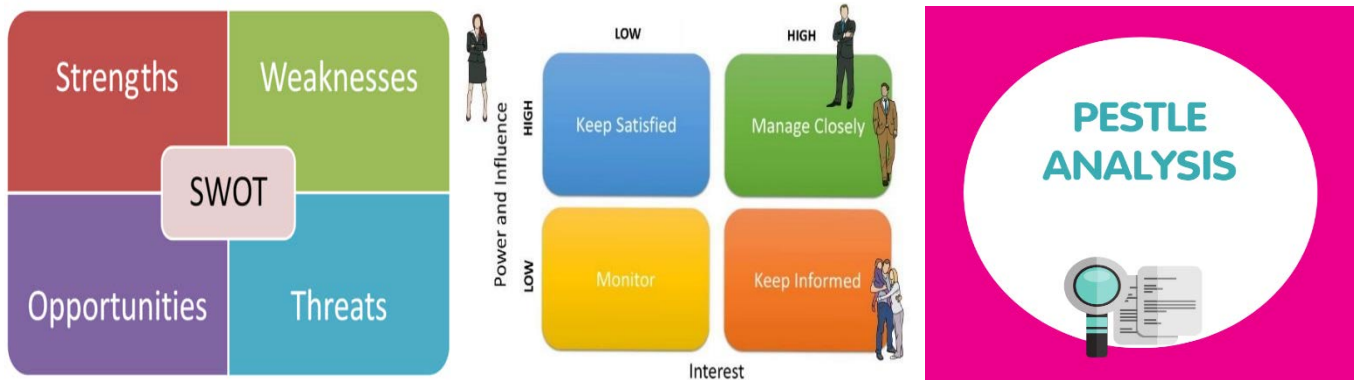 Strengths
Weaknesses
SWOT
Opportunities
Threats
LOW
HIGH
Power and Influence
HIGH
LOW
Keep Satisfied
Manage Closely
Monitor
Keep Informed
Interest
PESTLE
ANALYSIS